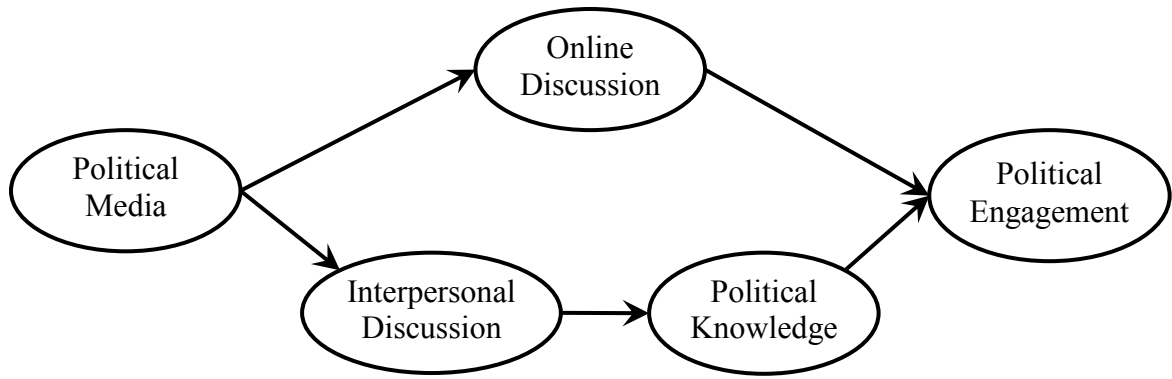 Online
Discussion
Political
Media
Political
Engagement
Interpersonal
Discussion
Political
Knowledge